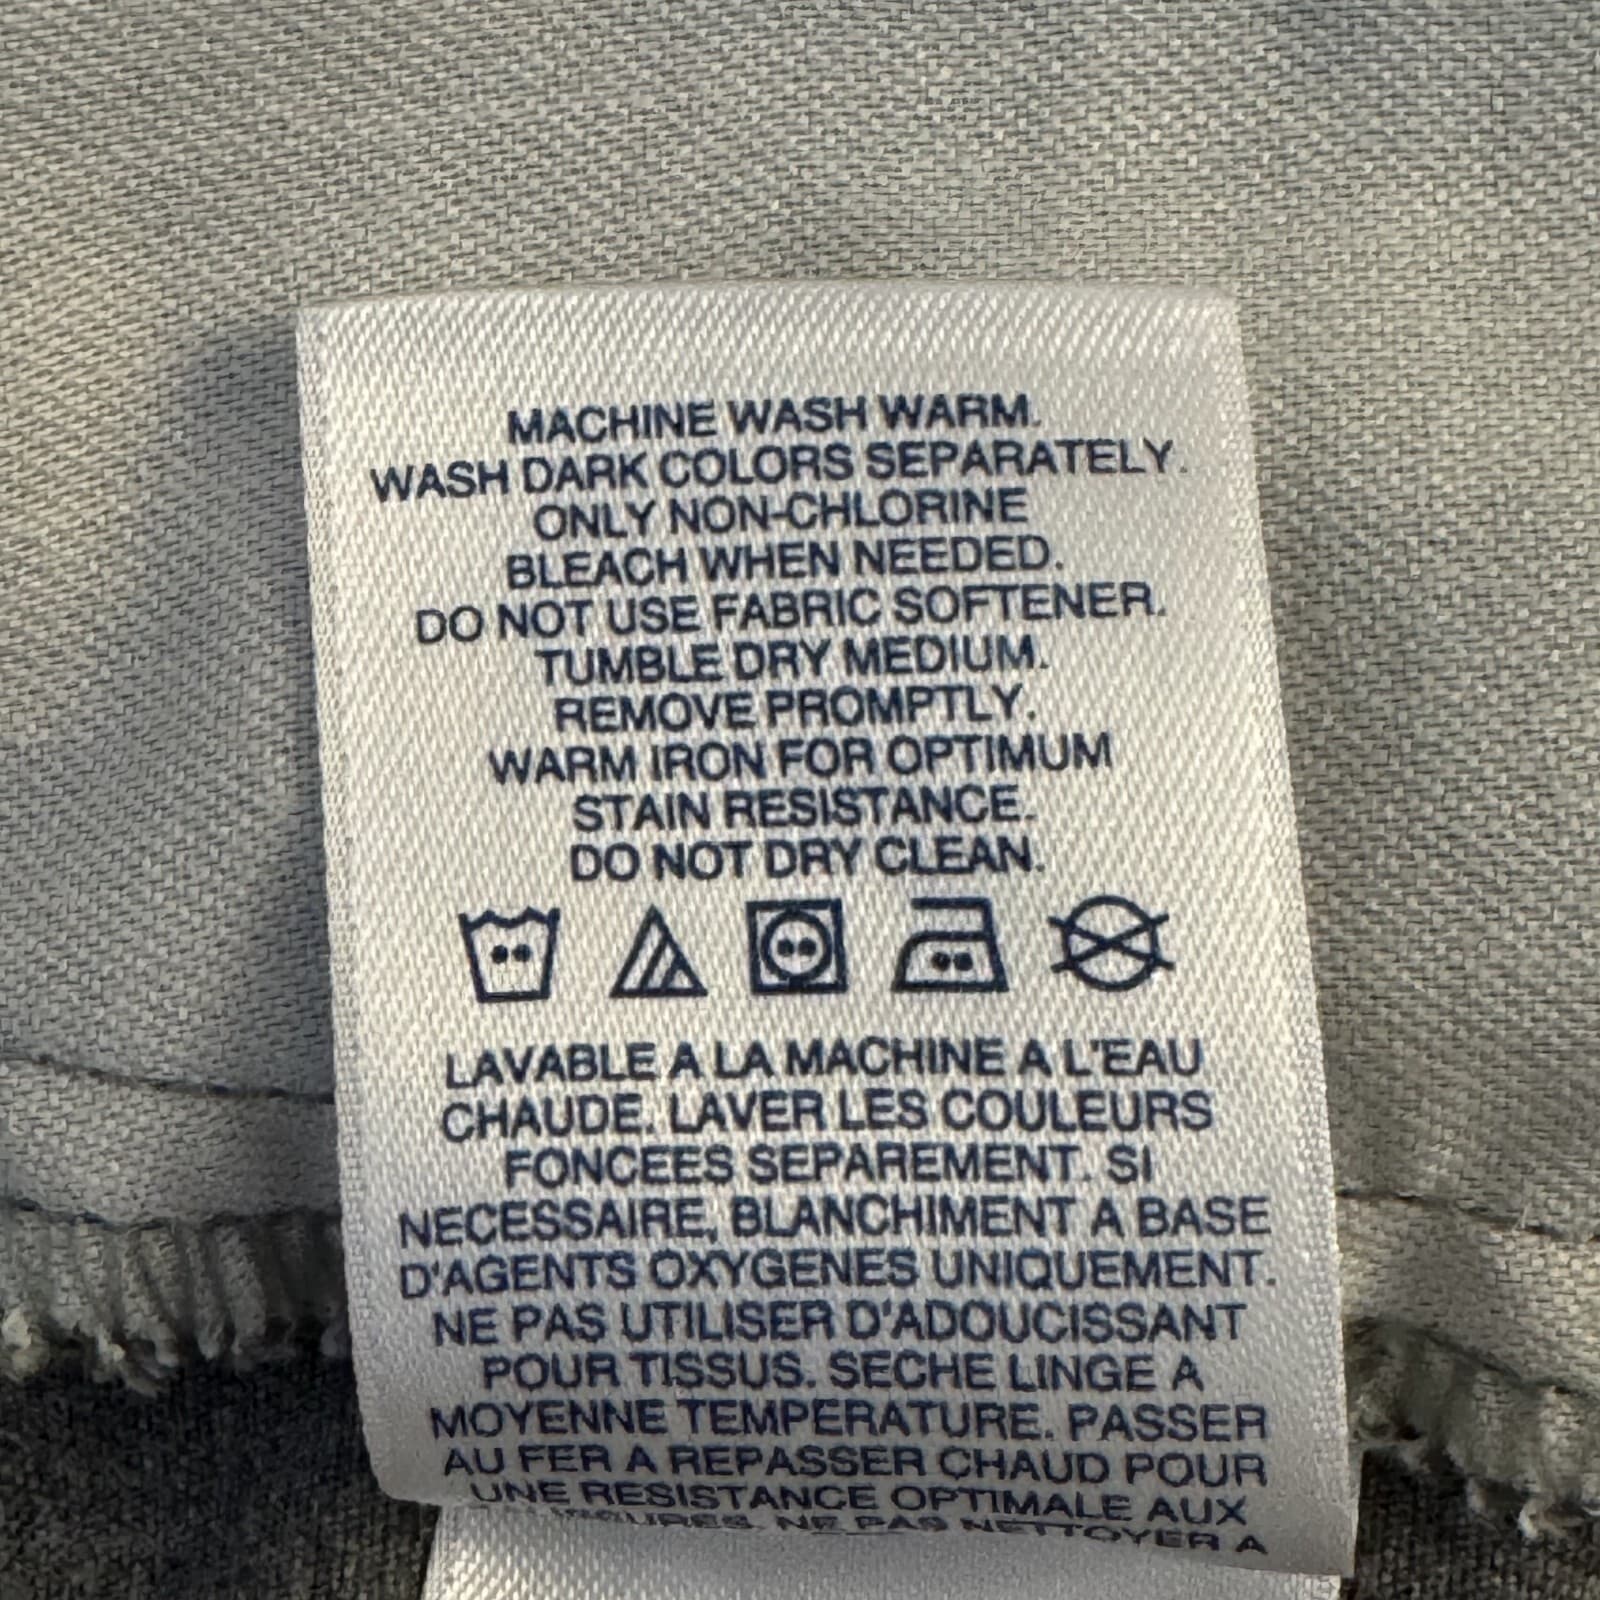 MACHINE WASH WARM.
WASH DARK COLORS SEPARATELY.
ONLY NON-CHLORINE
BLEACH WHEN NEEDED.
DO NOT USE FABRIC SOFTENER.
TUMBLE DRY MEDIUM.
REMOVE PROMPTLY.
WARM IRON FOR OPTIMUM
STAIN RESISTANCE.
DO NOT DRY CLEAN.
LAVABLE A LA MACHINE A L'EAU
CHAUDE. LAVER LES COULEURS
FONCEES SEPAREMENT. SI
NECESSAIRE, BLANCHIMENT A BASE
D'AGENTS OXYGENES UNIQUEMENT.
NE PAS UTILISER D'ADOUCISSANT
POUR TISSUS. SECHE LINGE A
MOYENNE TEMPERATURE. PASSER
AU FER A REPASSER CHAUD POUR
UNE RESISTANCE OPTIMALE AUX
NE PAS NETTOYER A